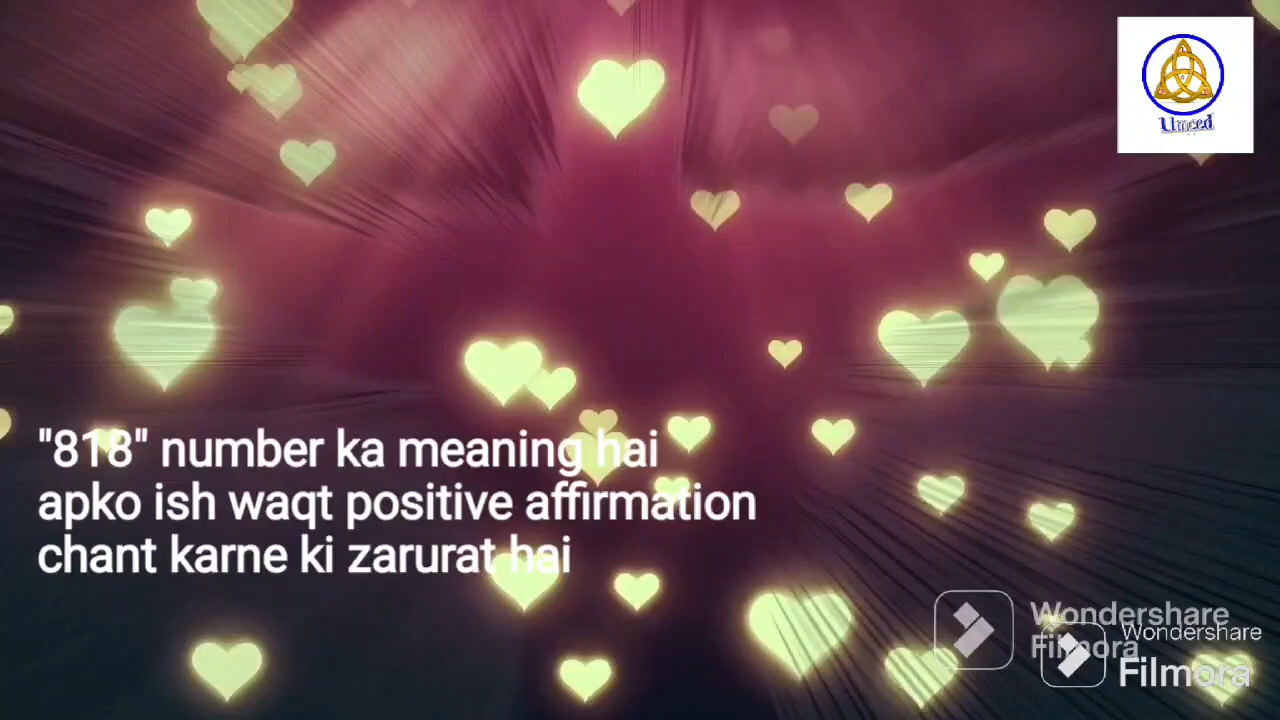 Umeed
"818" number ka meaning hai
apko ish waqt positive affirmation
chant karne ki zarurat hai
Wondershare
Filmora
Wondershare
Filmora